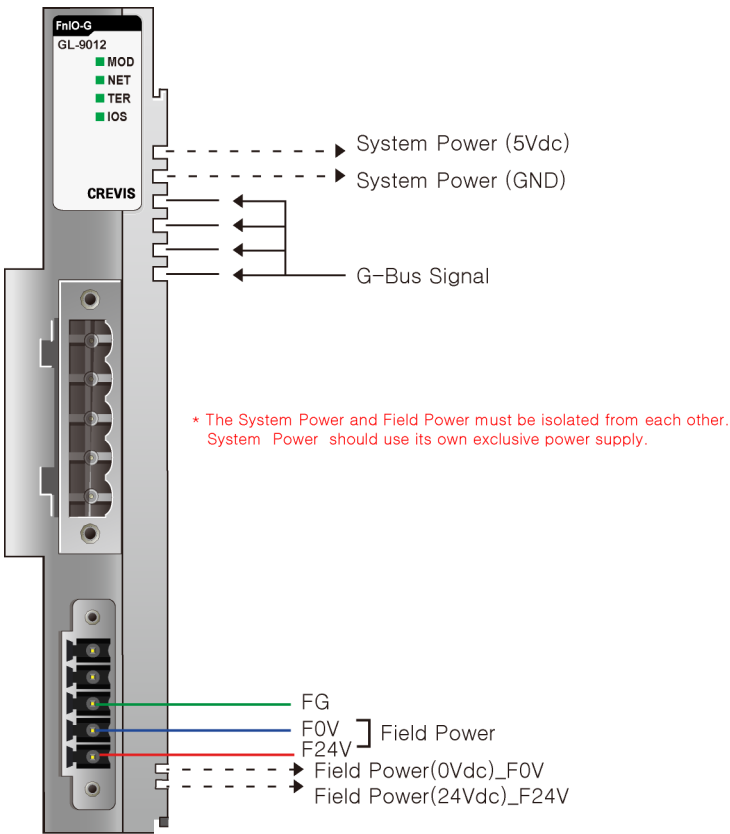 FnIO-G
GL-9012
MOD
NET
TER
IOS
CREVIS
System Power (5Vdc)
System Power (GND)
G-Bus Signal
* The System Power and Field Power must be isolated from each other.
System Power should use its own exclusive power supply.
FG
F0V
Field Power
F24V
Field Power(0Vdc)_F0V
Field Power(24Vdc)_F24V